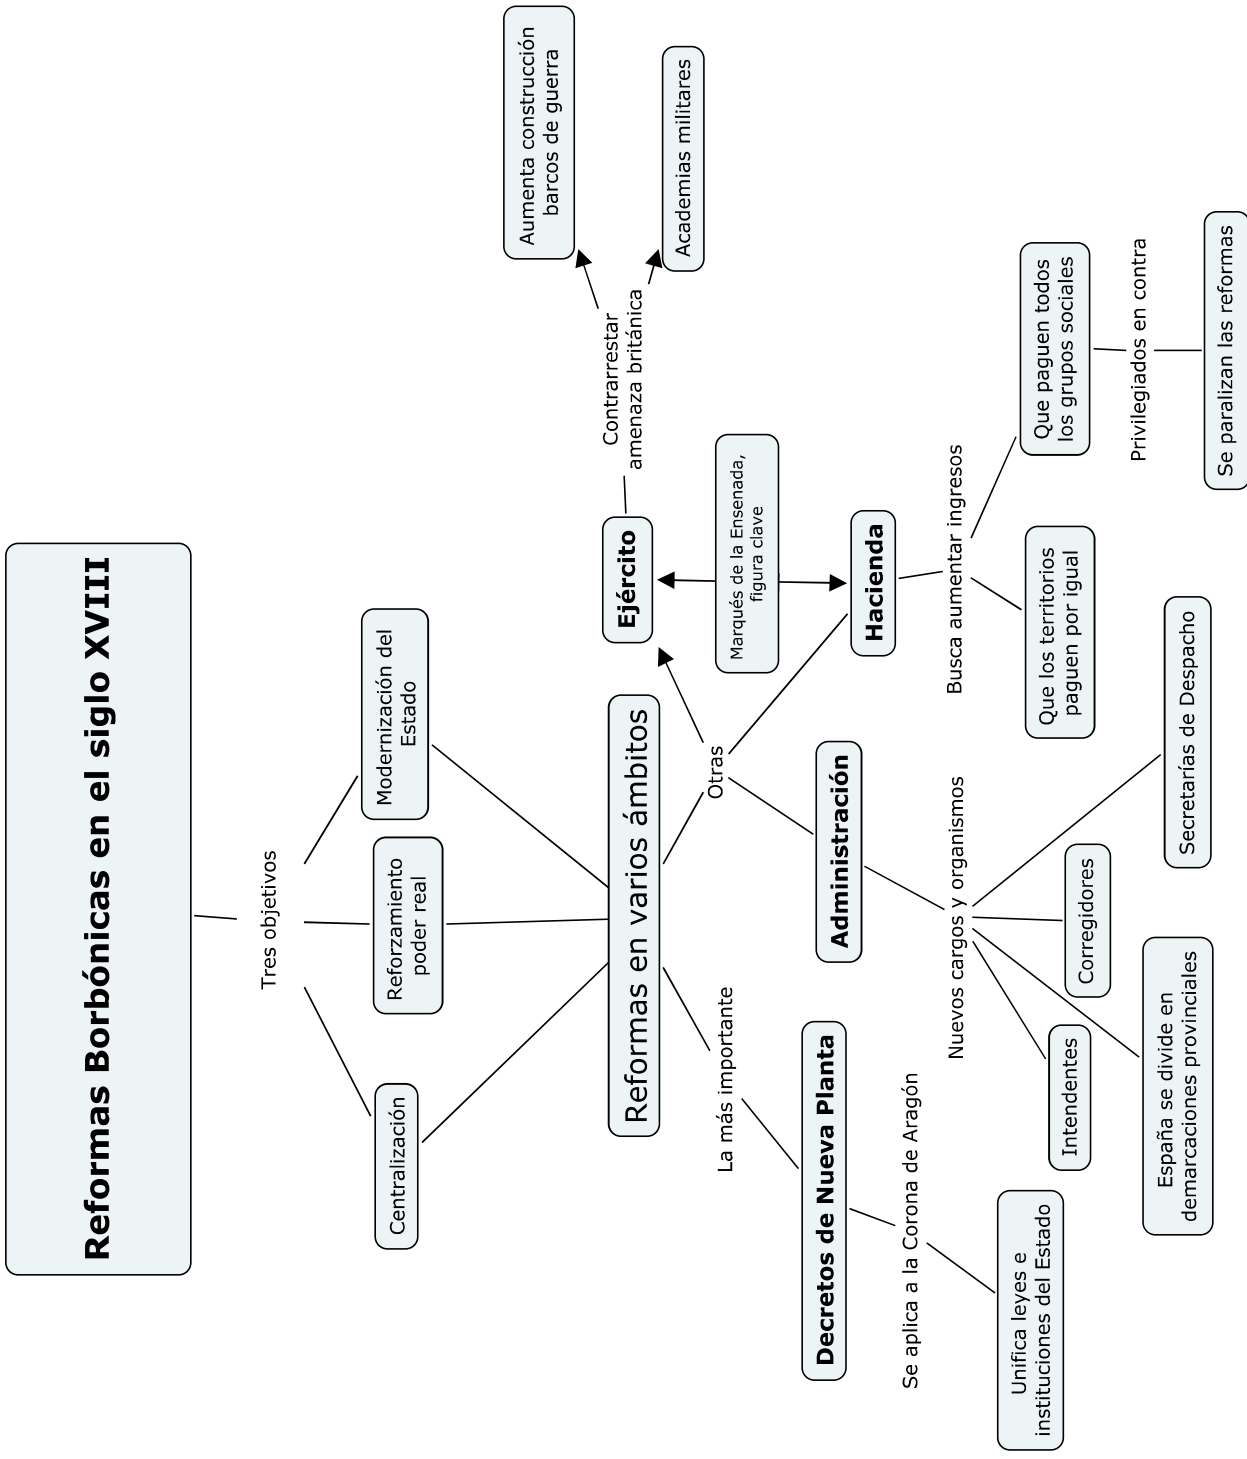 Reformas Borbónicas en el siglo XVIII
Tres objetivos
Centralización
Reforzamiento
poder real
Modernización del
Estado
Reformas en varios ámbitos
La más importante
Otras
Decretos de Nueva Planta
Se aplica a la Corona de Aragón
Unifica leyes e
instituciones del Estado
Administración
Nuevos cargos y organismos
Intendentes
España se divide en
demarcaciones provinciales
Corregidores
Secretarías de Despacho
Ejército
Contrarrestar
amenaza británica
Aumenta construcción
barcos de guerra
Academias militares
Marqués de la Ensenada,
figura clave
Hacienda
Busca aumentar ingresos
Que los territorios
paguen por igual
Que paguen todos
los grupos sociales
Privilegiados en contra
Se paralizan las reformas